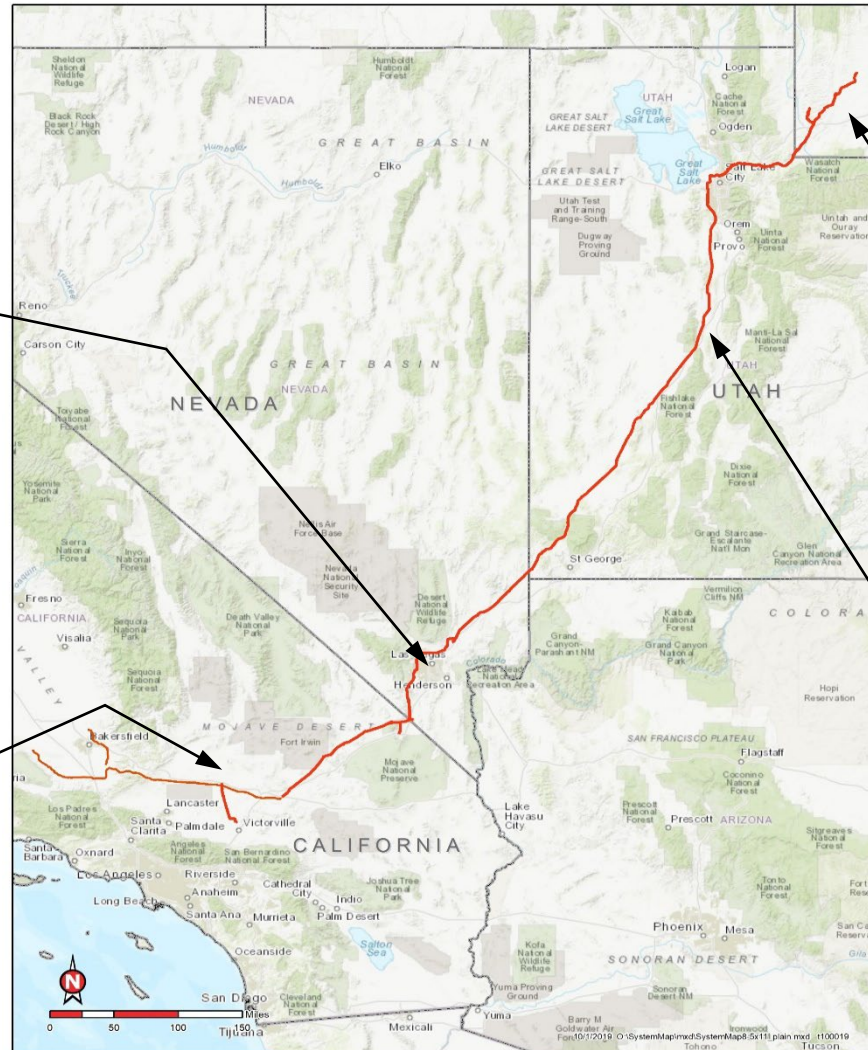 Sheldon
National
Wildlife
Refuge
Humboldt
National
Forest
Logan
NEVADA
UTAH
Cache
National
Forest
Black Rock
Desert / High
Rock Canyon
GREAT BASIN
GREAT SALT
LAKE DESERT
Great
Salt Lake
Ogden
Humboldt
Elko
Humboldt
GREAT SALT
LAKE DESERT
Great
Salt
Lake
Salt Lake
City
Wasatch
National
Forest
Utah Test
and Training
Range-South
Dugway
Proving
Ground
Orem
Provo
Uinta
National
Forest
Uintah and
Ouray
Reservation
Reno
Carson City
Manti-La Sal
National
Forest
GREAT BASIN
NEVADA
NEVADA
UTAH
UTAH
Fishlake
National
Forest
Toiyabe
National
Forest
Yosemite
National
Park
Dixie
National
Forest
Nellis Air
Force Base
Sierra
National
Forest
Inyo
National
Forest
Nevada
National
Security
Site
Grand Staircase-
Escalante
Nat'l Mon
Glen
Canyon National
Recreation Area
St George
Desert
National
Wildlife
Refuge
Fresno
CALIFORNIA
Visalia
VALLEY
Sequoia
National
Park
Death Valley
National
Park
Vermilion
Cliffs NM
COLORA
Kaibab
National
Forest
Grand
Canyon-
Parashant NM
Grand Canyon
National
Park
Las Vegas
Henderson
Colorado
Lake Mead
National
Recreation Area
Sequoia
National
Forest
Hopi
Reservation
MOJAVE DESERT
Bakersfield
Fort Irwin
Mojave
National
Preserve
SAN FRANCISCO PLATEAU
Flagstaff
Coconino
National
Forest
Los Padres
National
Forest
Lancaster
Palmdale
Santa
Clarita
Victorville
CALIFORNIA
Lake
Havasu
City
Prescott
National
Forest
Prescott
ARIZONA
Sitgreaves
National
Forest
Santa
Barbara
Oxnard
Angeles
National
Forest
San Bernardino
National Forest
Los Angeles
Riverside
Long Beach
Anaheim
Santa Ana
Cathedral
City
Indio
Palm Desert
Joshua Tree
National
Park
Murrieta
Tonto
National
Forest
Oceanside
Salton
Sea
Phoenix
Mesa
Kofa
National
Wildlife
Refuge
SONORAN DESERT
Gila
San Diego
Cleveland
National
Forest
Yuma Proving
Ground
Sonoran
Desert NM
N
0 50 100 150
Miles
Tijuana
Mexicali
Yuma
Barry M
Goldwater Air
Ironwood
Tohono
Tucson
10/1/2019